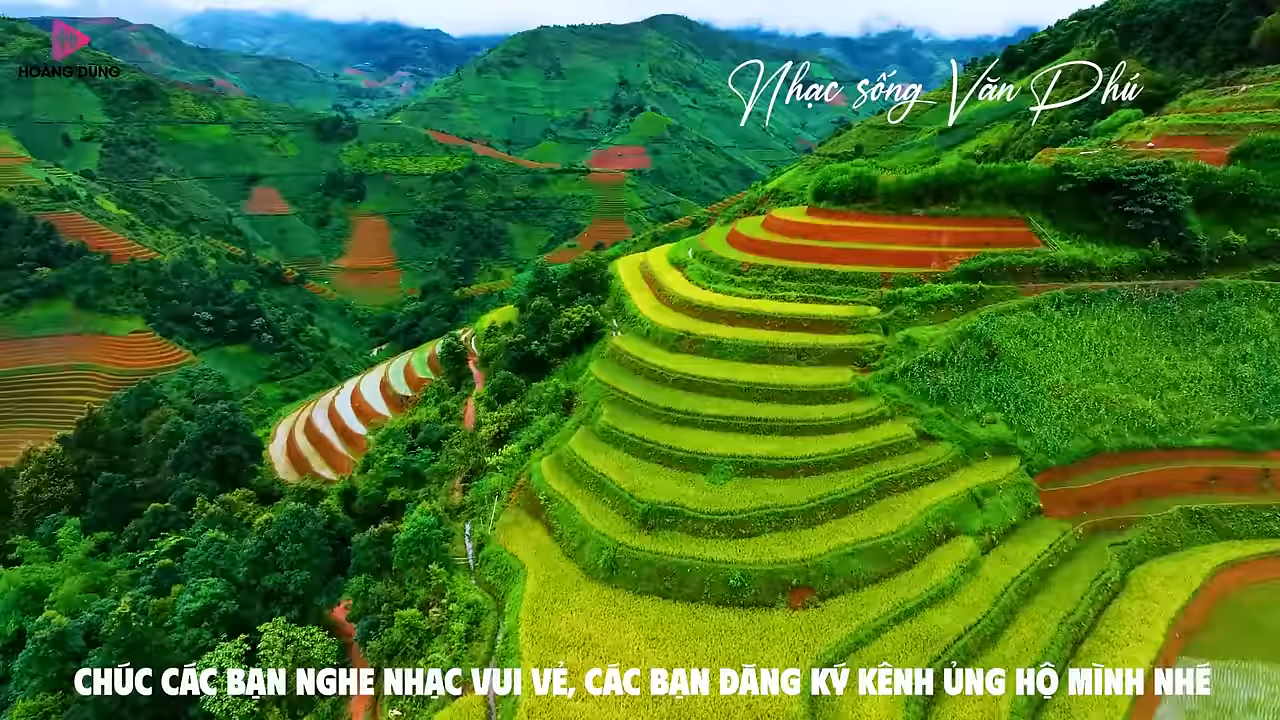 HOÀNG DŨNG
Nhạc sống Văn Phú
CHÚC CÁC BẠN NGHE NHẠC VUI VẺ, CÁC BẠN ĐĂNG KÝ KÊNH ỦNG HỘ MÌNH NHÉ